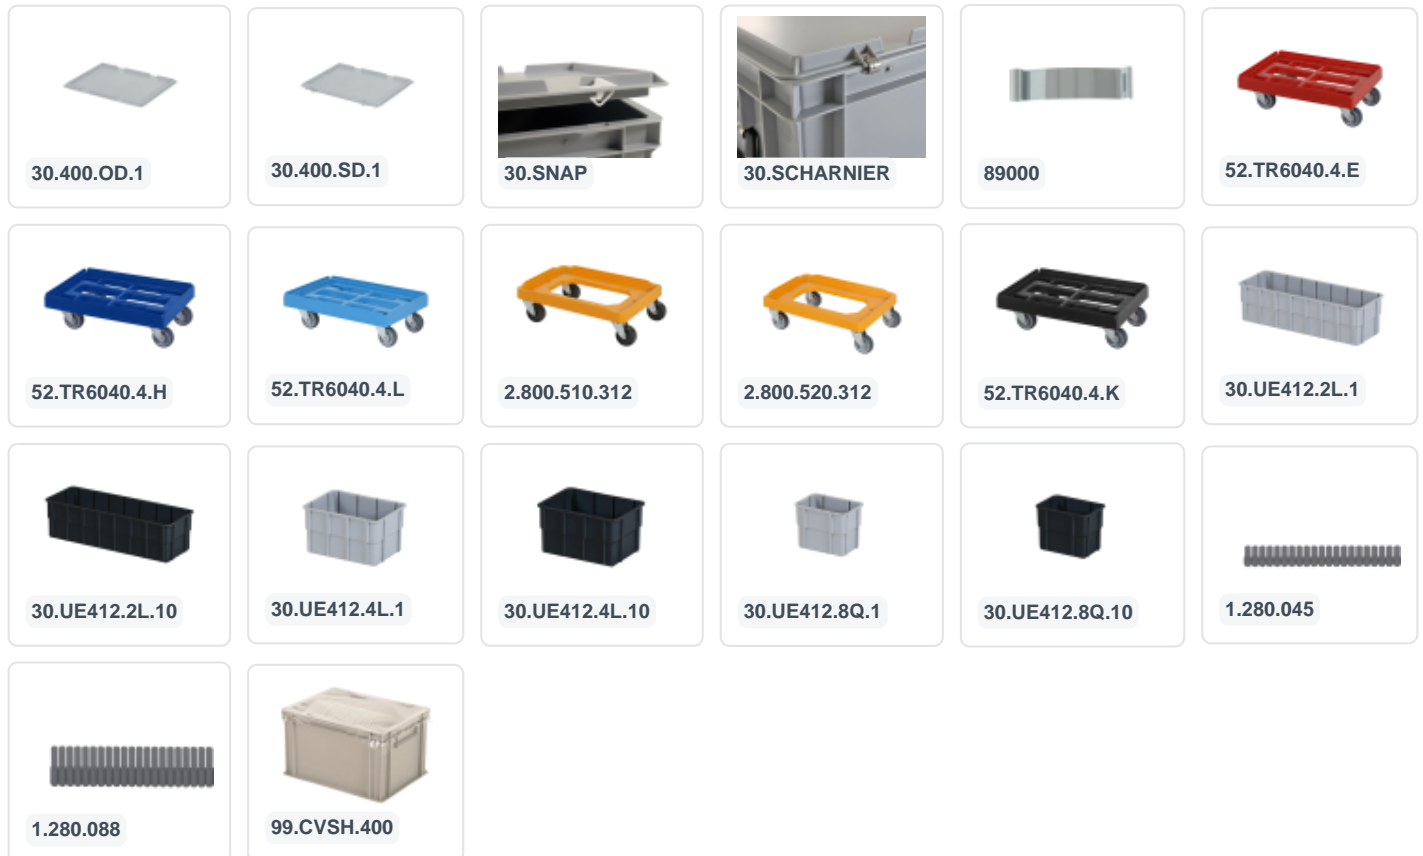 30.400.OD.1
30.400.SD.1
30.SNAP
30.SCHARNIER
89000
52.TR6040.4.E
52.TR6040.4.H
52.TR6040.4.L
2.800.510.312
2.800.520.312
52.TR6040.4.K
30.UE412.2L.1
30.UE412.2L.10
30.UE412.4L.1
30.UE412.4L.10
30.UE412.8Q.1
30.UE412.8Q.10
1.280.045
1.280.088
99.CVSH.400